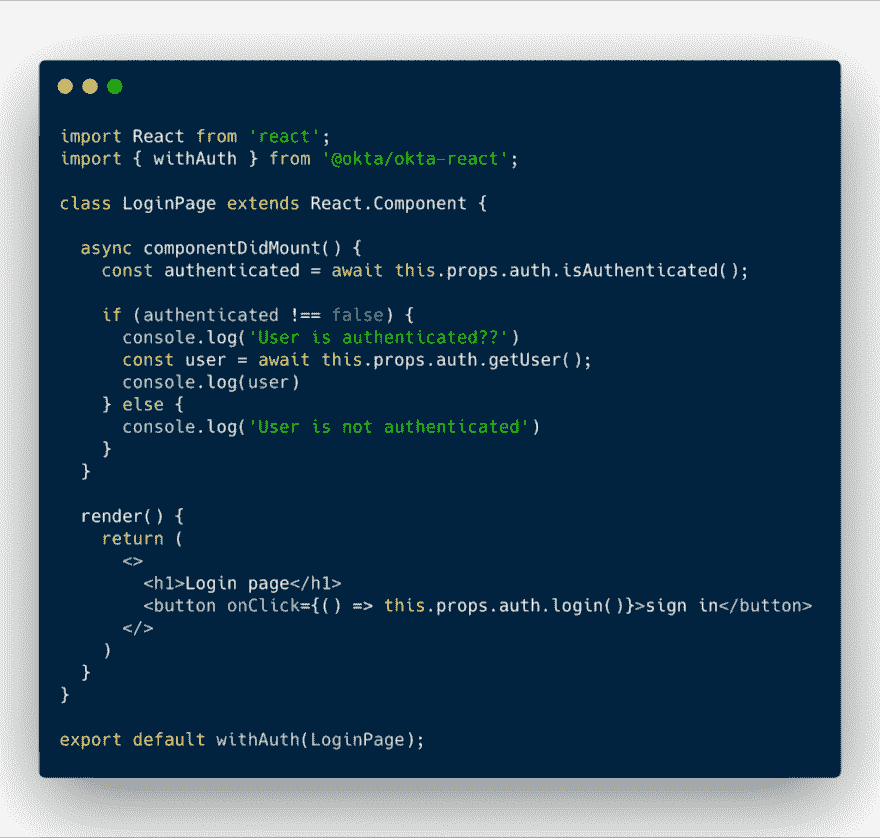 import React from 'react';
import { withAuth } from '@okta/okta-react';

class LoginPage extends React.Component {

  async componentDidMount() {
    const authenticated = await this.props.auth.isAuthenticated();

    if (authenticated !== false) {
      console.log('User is authenticated??')
      const user = await this.props.auth.getUser();
      console.log(user)
    } else {
      console.log('User is not authenticated')
    }
  }

  render() {
    return (
      <>
        <h1>Login page</h1>
        <button onClick={() => this.props.auth.login()}>sign in</button>
      </>
    )
  }
}

export default withAuth(LoginPage);